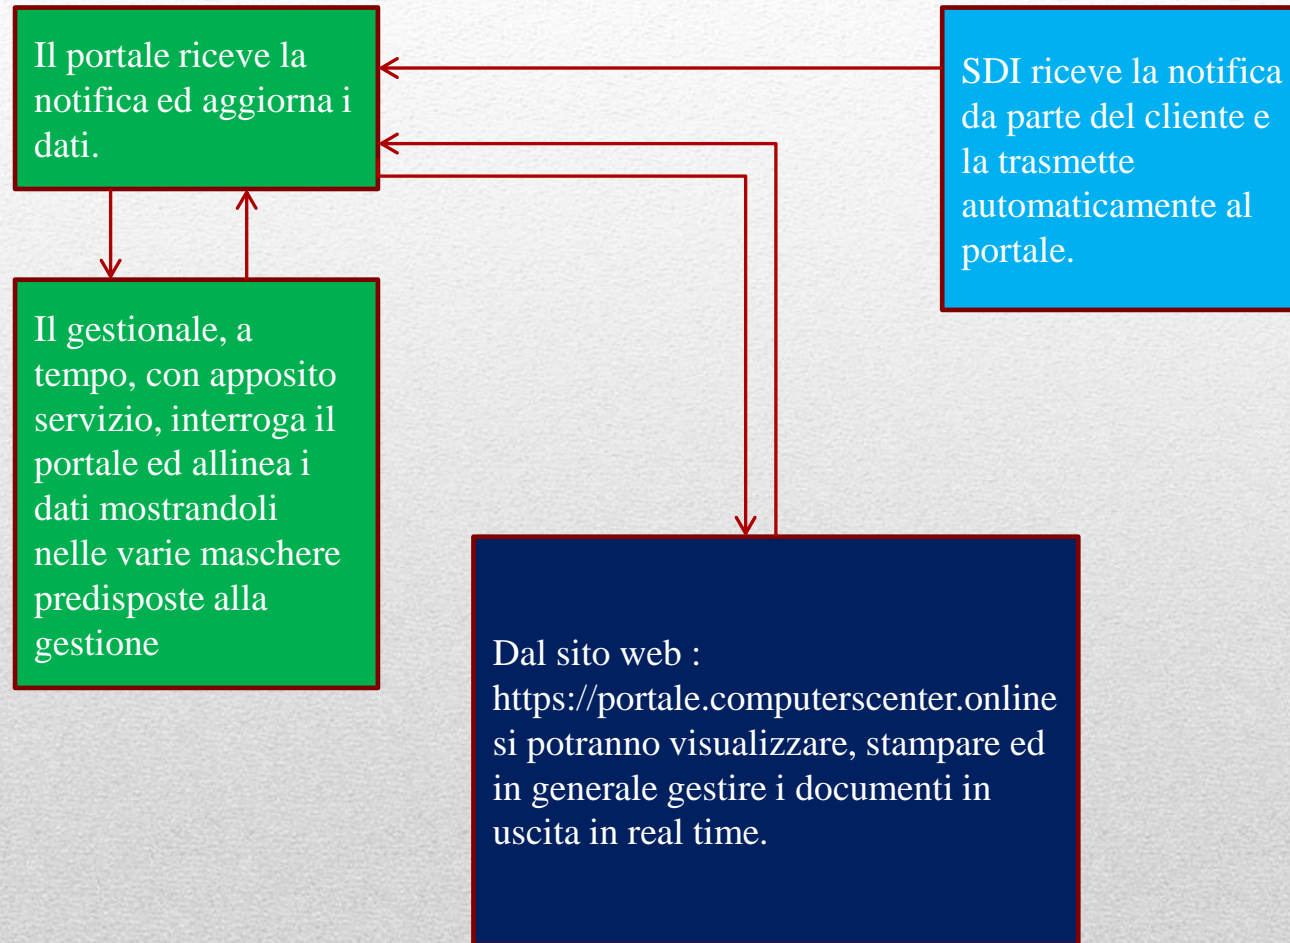 Il portale riceve la
notifica ed aggiorna i
dati.
SDI riceve la notifica
da parte del cliente e
la trasmette
automaticamente al
portale.
Il gestionale, a
tempo, con apposito
servizio, interroga il
portale ed allinea i
dati mostrandoli
nelle varie maschere
predisposte alla
gestione
Dal sito web :
https://portale.computerscenter.online
si potranno visualizzare, stampare ed
in generale gestire i documenti in
uscita in real time.